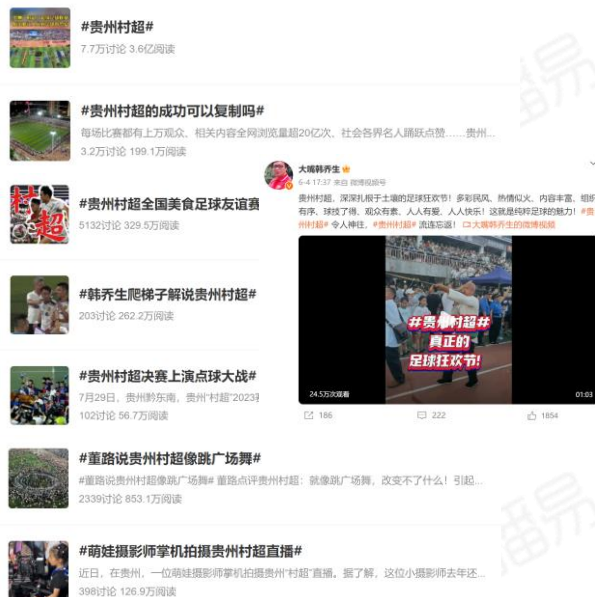 #贵州村超#
7.7万讨论 3.6亿阅读
#贵州村超的成功可以复制吗#
每场比赛都有上万观众，相关内容全网浏览量超20亿次，社会各界名人踊跃点赞……贵州...
3.2万讨论 199.1万阅读
村超
#贵州村超全国美食足球友谊赛
5132讨论 329.5万阅读
#韩乔生爬梯子解说贵州村超#
203讨论 262.2万阅读
#贵州村超决赛上演点球大战#
7月29日，贵州黔东南，贵州“村超”2023
102讨论 56.7万阅读
#董路说贵州村超像跳广场舞#
#董路说贵州村超像跳广场舞# 董路点评贵州村超：就像跳广场舞，改变不了什么！引起...
2339讨论 853.1万阅读
#萌娃摄影师掌机拍摄贵州村超直播#
近日，在贵州，一位萌娃摄影师掌机拍摄贵州“村超”直播。据了解，这位小摄影师去年还...
398讨论 126.9万阅读
大嘴韩乔生
6-4 17:37 来自 微博视频号
贵州村超，深深扎根于土壤的足球狂欢节！多彩民风、热情似火、内容丰富、组织
有序、球技了得、观众有素、人人有爱、人人快乐！这就是纯粹足球的魅力！#贵
州村超# 令人神往，#贵州村超# 流连忘返！ 大嘴韩乔生的微博视频
#贵州村超#
真正的
足球狂欢节!
24.5万次观看
01:03
186
222
1854
播易
播易